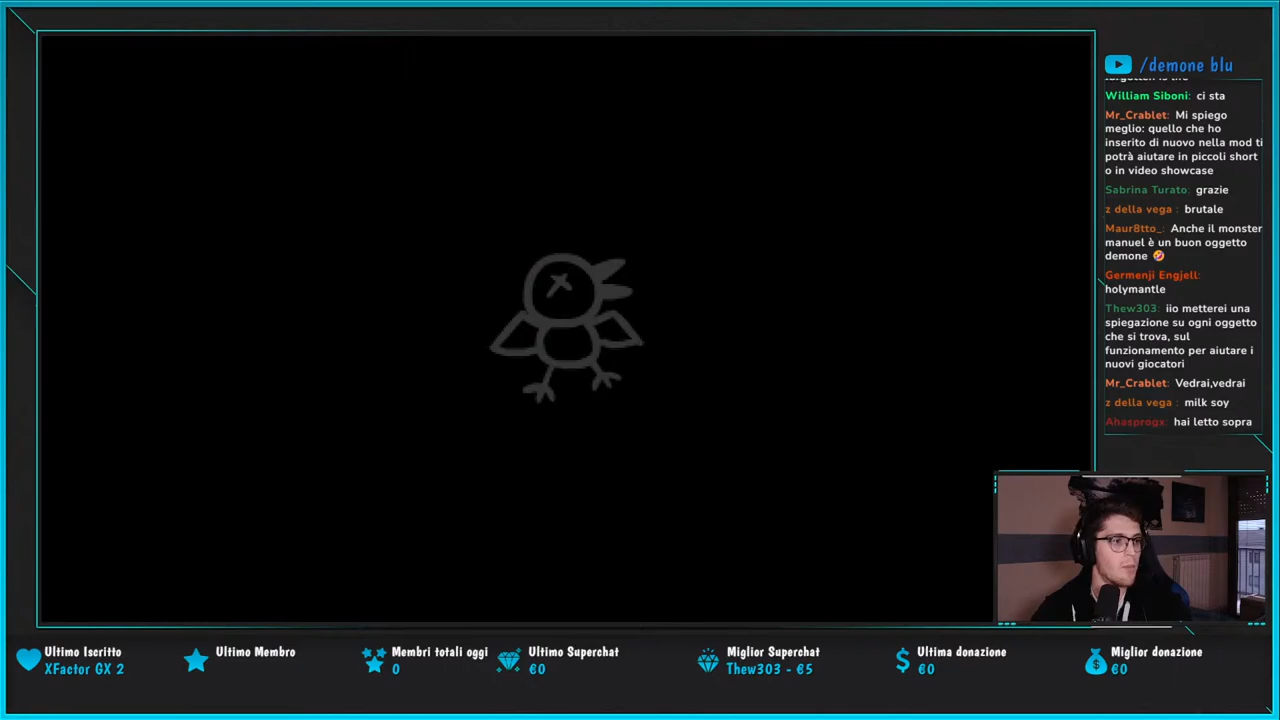 /demone blu
William Siboni: ci sta
Mr_Crablet: Mi spiego
meglio: quello che ho
inserito di nuovo nella mod ti
potrà aiutare in piccoli short
o in video showcase
Sabrina Turato: grazie
z della vega : brutale
Maur8tto_: Anche il monster
manuel è un buon oggetto
demone 🤣
Germenji Engjell:
holymantle
Thew303: iio metterei una
spiegazione su ogni oggetto
che si trova, sul
funzionamento per aiutare i
nuovi giocatori
Mr_Crablet: Vedrai,vedrai
z della vega : milk soy
Ahasprogx: hai letto sopra
Ultimo Iscritto
XFactor GX 2
Ultimo Membro
Membri totali oggi
0
Ultimo Superchat
€0
Miglior Superchat
Thew303 - €5
Ultima donazione
€0
Miglior donazione
€0